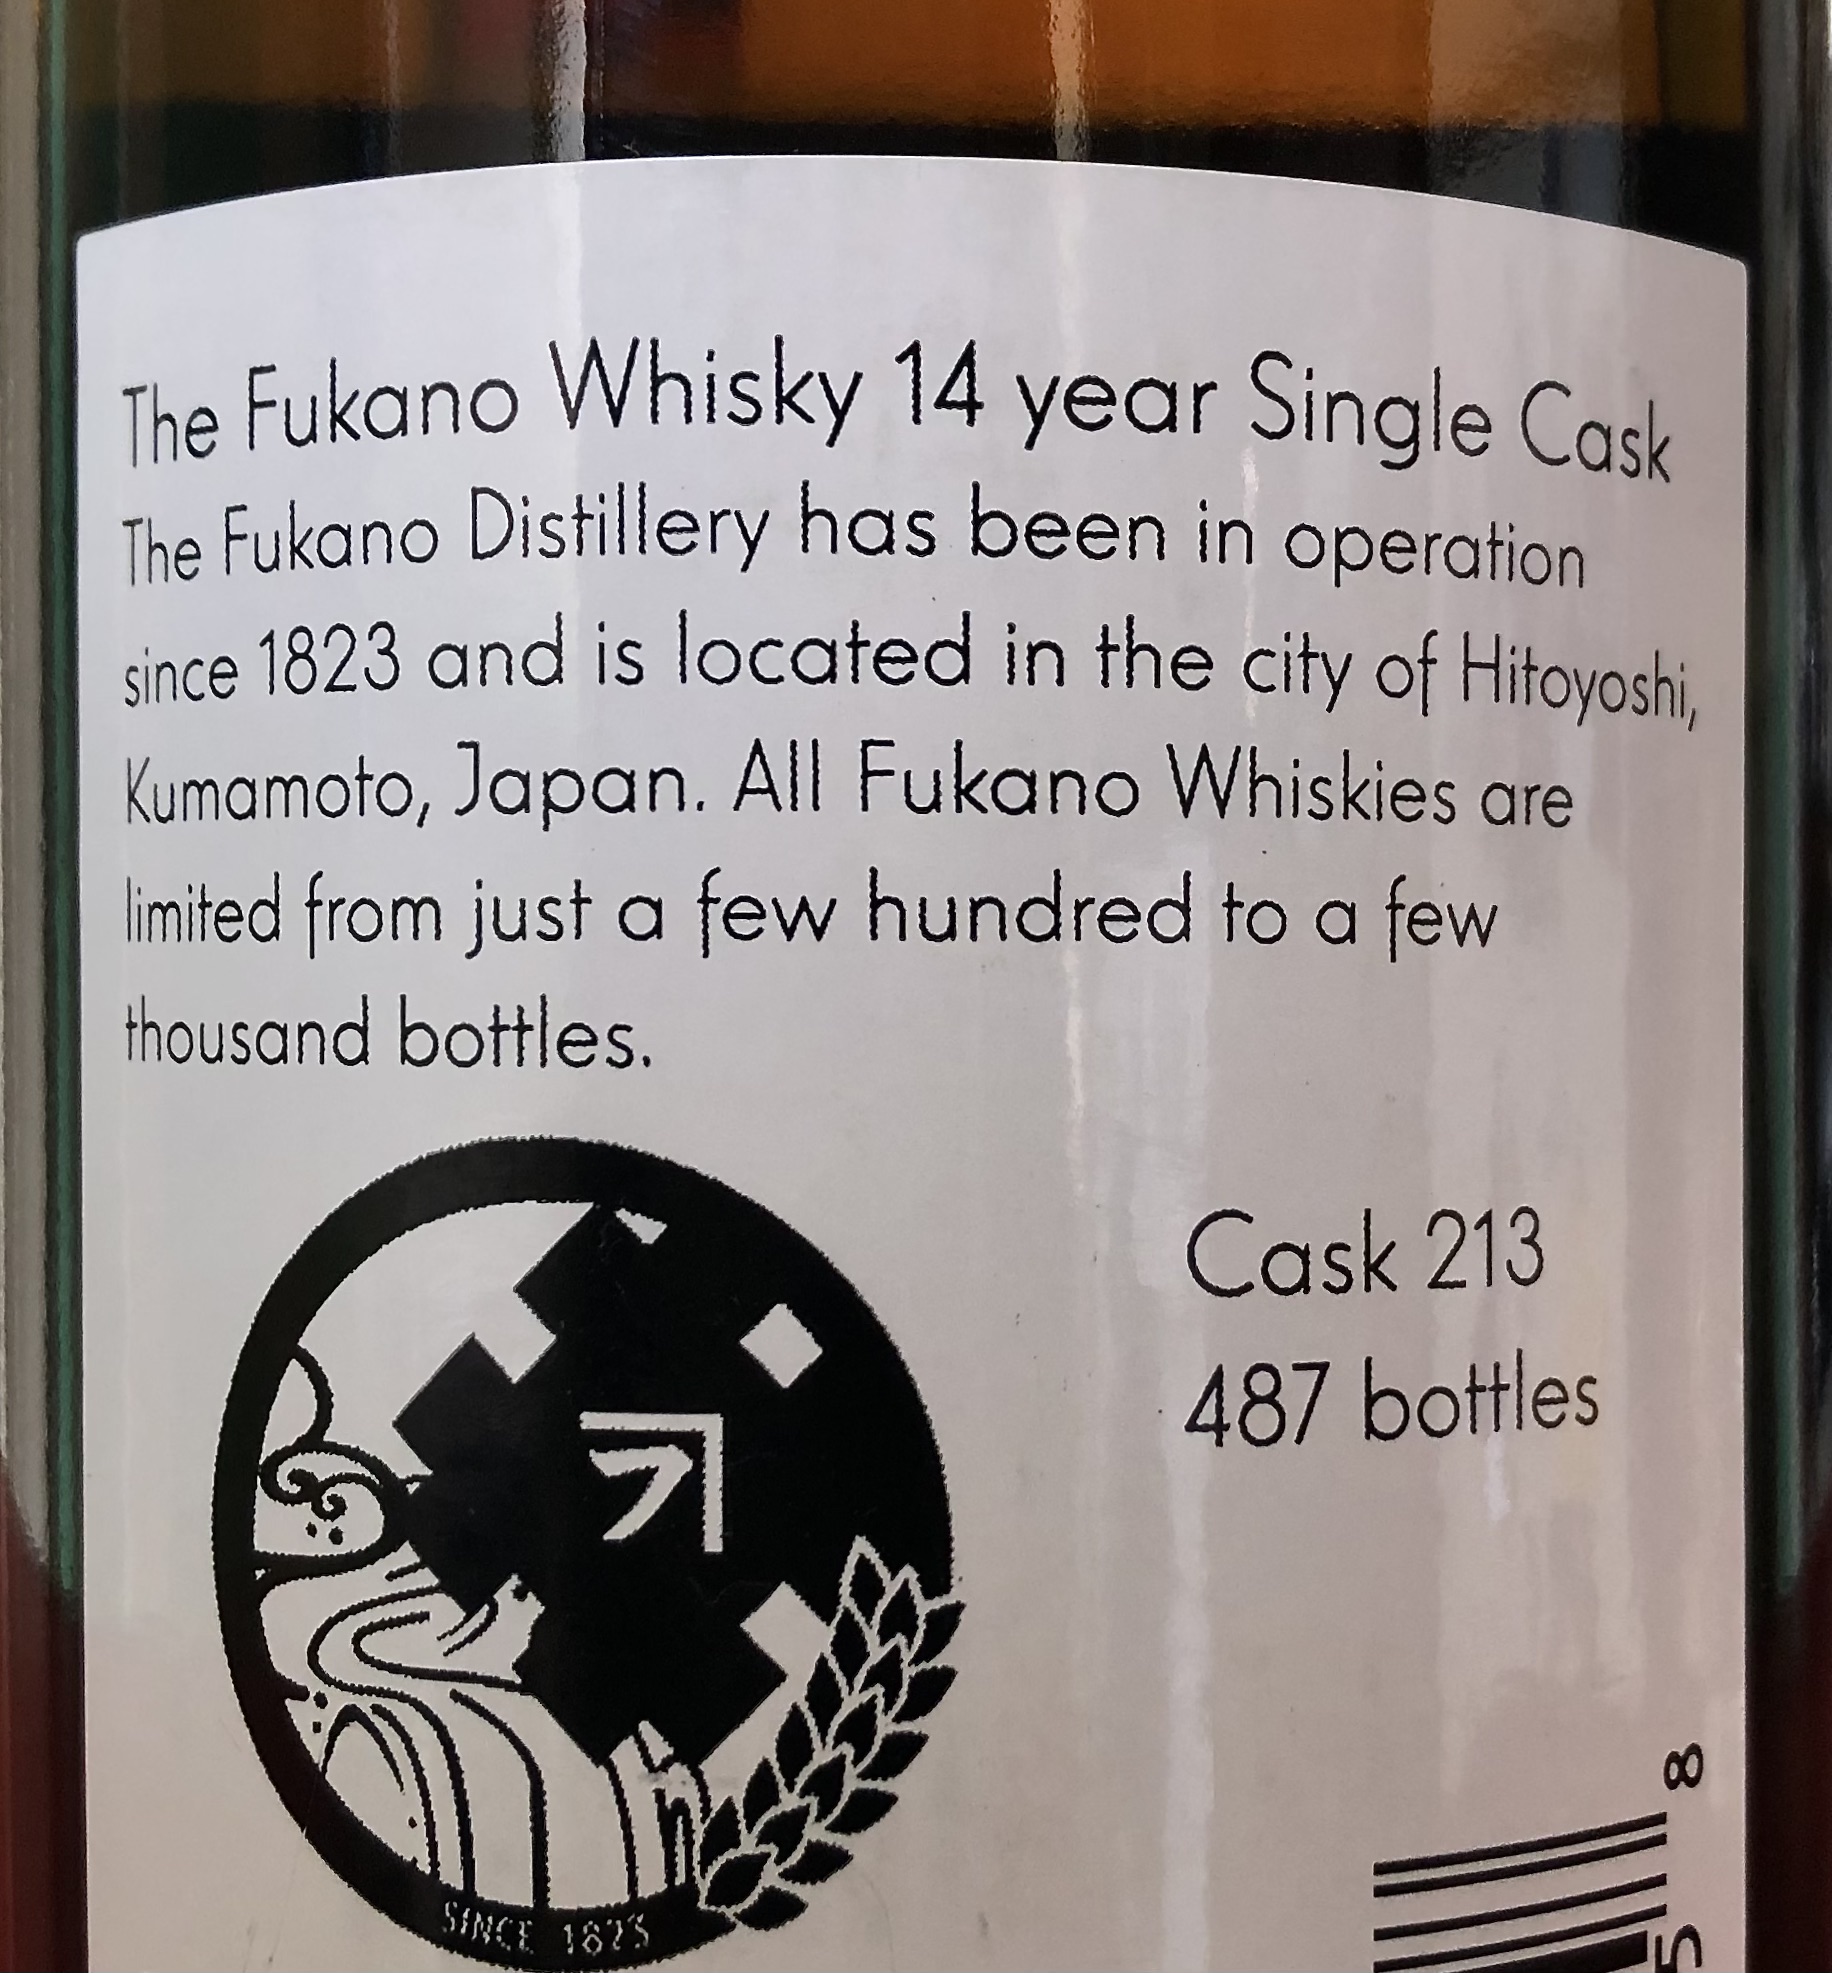 The Fukano Whisky 14 year Single Cask
The Fukano Distillery has been in operation
since 1823 and is located in the city of Hitoyoshi,
Kumamoto, Japan. All Fukano Whiskies are
limited from just a few hundred to a few
thousand bottles.
Cask 213
487 bottles
SINCE 1823
5 8